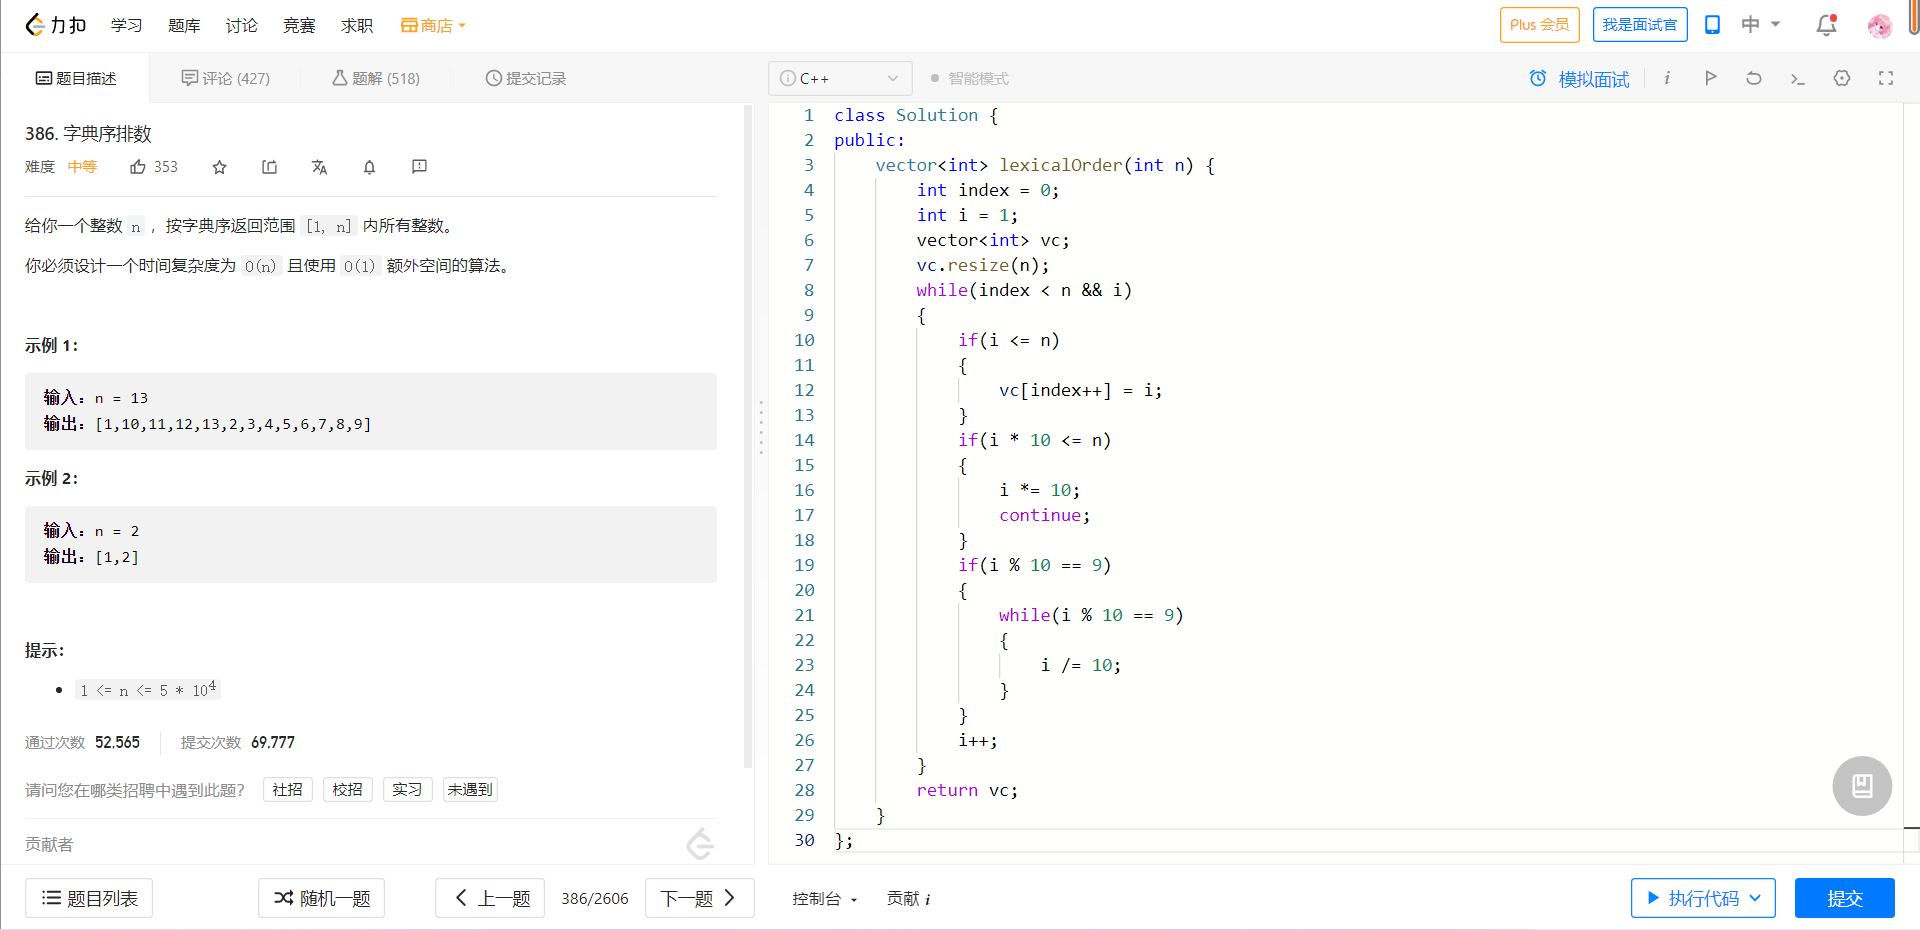 力扣 学习 题库 讨论 竞赛 求职 商店 Plus 会员 我是面试官 中
题目描述 评论 (427) 题解 (518) 提交记录
386. 字典序排数
难度 中等 353
给你一个整数 n ，按字典序返回范围 [1, n] 内所有整数。
你必须设计一个时间复杂度为 O(n) 且使用 O(1) 额外空间的算法。
示例 1：
输入：n = 13
输出：[1,10,11,12,13,2,3,4,5,6,7,8,9]
示例 2：
输入：n = 2
输出：[1,2]
提示：
1 <= n <= 5 * 10⁴
通过次数 52,565 提交次数 69,777
请问您在哪类招聘中遇到此题？ 社招 校招 实习 未遇到
贡献者
题目列表 随机一题 上一题 386/2606 下一题
C++ 智能模式 模拟面试
1 class Solution {
2 public:
3 vector<int> lexicalOrder(int n) {
4 int index = 0;
5 int i = 1;
6 vector<int> vc;
7 vc.resize(n);
8 while(index < n && i)
9 {
10 if(i <= n)
11 {
12 vc[index++] = i;
13 }
14 if(i * 10 <= n)
15 {
16 i *= 10;
17 continue;
18 }
19 if(i % 10 == 9)
20 {
21 while(i % 10 == 9)
22 {
23 i /= 10;
24 }
25 }
26 i++;
27 }
28 return vc;
29 }
30 };
控制台 贡献 i 执行代码 提交